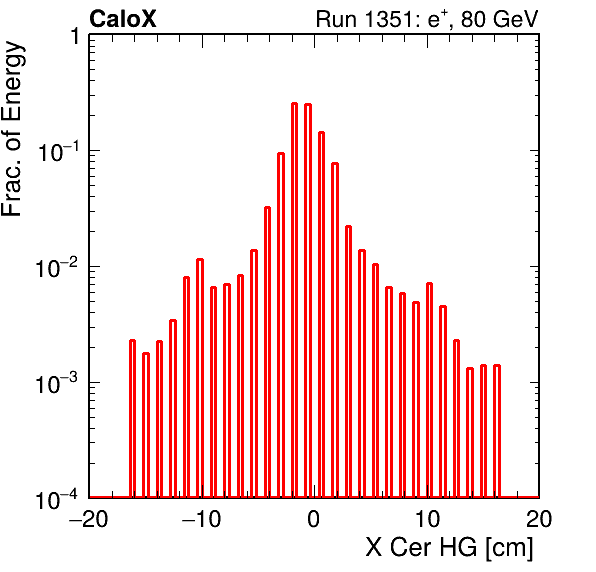 CaloX Run 1351: e⁺, 80 GeV
Frac. of Energy
1
10⁻¹
10⁻²
10⁻³
10⁻⁴
−20 −10 0 10 20
X Cer HG [cm]